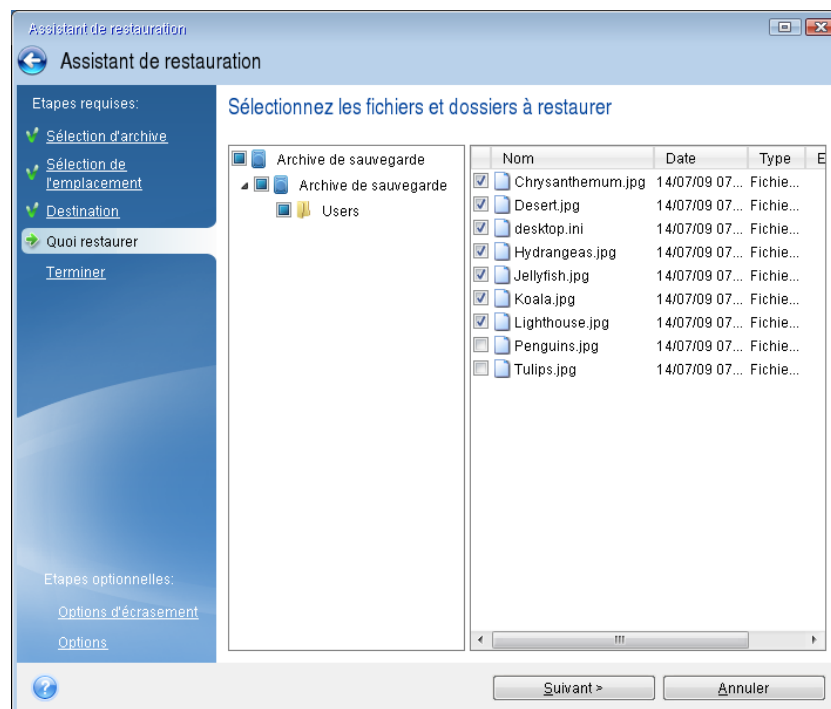 Assistant de restauration
Assistant de restauration
Etapes requises:
Sélection d'archive
Sélection de
l'emplacement
Destination
Quoi restaurer
Terminer
Etapes optionnelles:
Options d'écrasement
Options
Sélectionnez les fichiers et dossiers à restaurer
Archive de sauvegarde
Archive de sauvegarde
Users
Nom Date Type E
Chrysanthemum.jpg 14/07/09 07... Fichie...
Desert.jpg 14/07/09 07... Fichie...
desktop.ini 14/07/09 07... Fichie...
Hydrangeas.jpg 14/07/09 07... Fichie...
Jellyfish.jpg 14/07/09 07... Fichie...
Koala.jpg 14/07/09 07... Fichie...
Lighthouse.jpg 14/07/09 07... Fichie...
Penguins.jpg 14/07/09 07... Fichie...
Tulips.jpg 14/07/09 07... Fichie...
Suivant >
Annuler